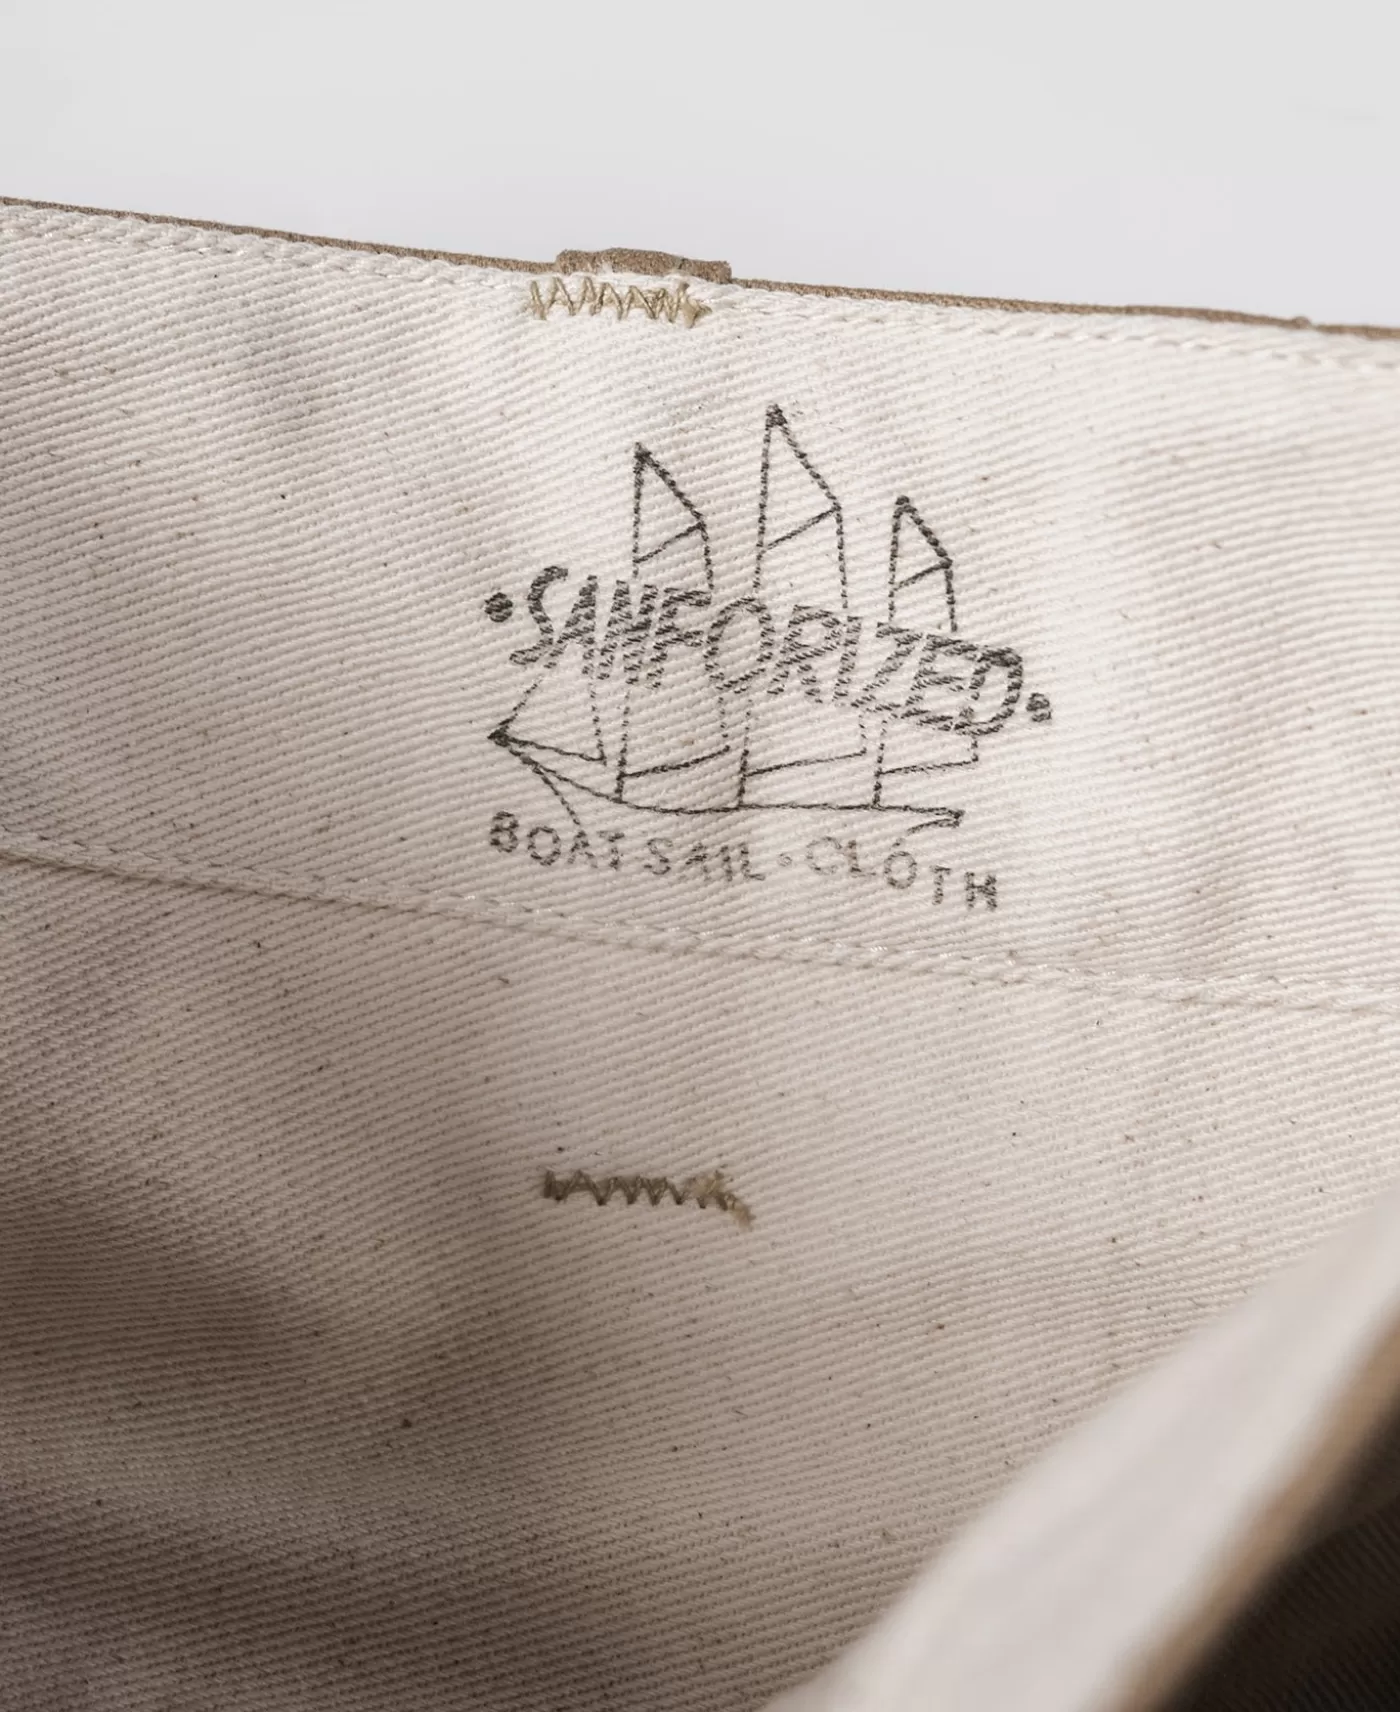 • SANFORIZED •
BOAT • SAIL • CLOTH